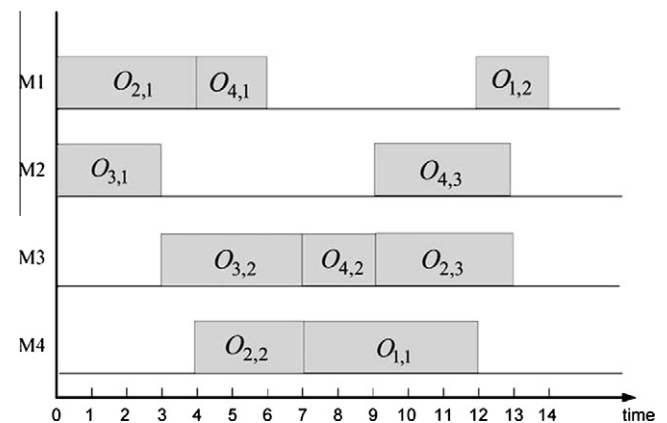 M1 O2,1 O4,1 O1,2
M2 O3,1 O4,3
M3 O3,2 O4,2 O2,3
M4 O2,2 O1,1
0 1 2 3 4 5 6 7 8 9 10 11 12 13 14 time